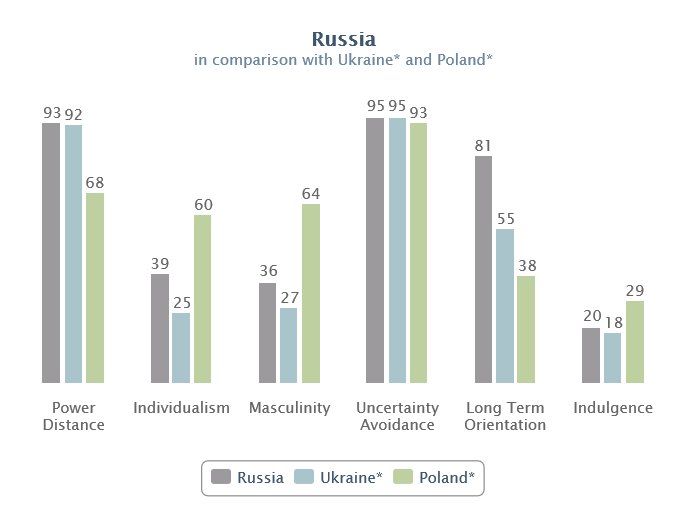 Russia
in comparison with Ukraine* and Poland*
93 92 68
39 25 60
36 27 64
95 95 93
81 55 38
20 18 29
Power
Distance
Individualism
Masculinity
Uncertainty
Avoidance
Long Term
Orientation
Indulgence
Russia Ukraine* Poland*